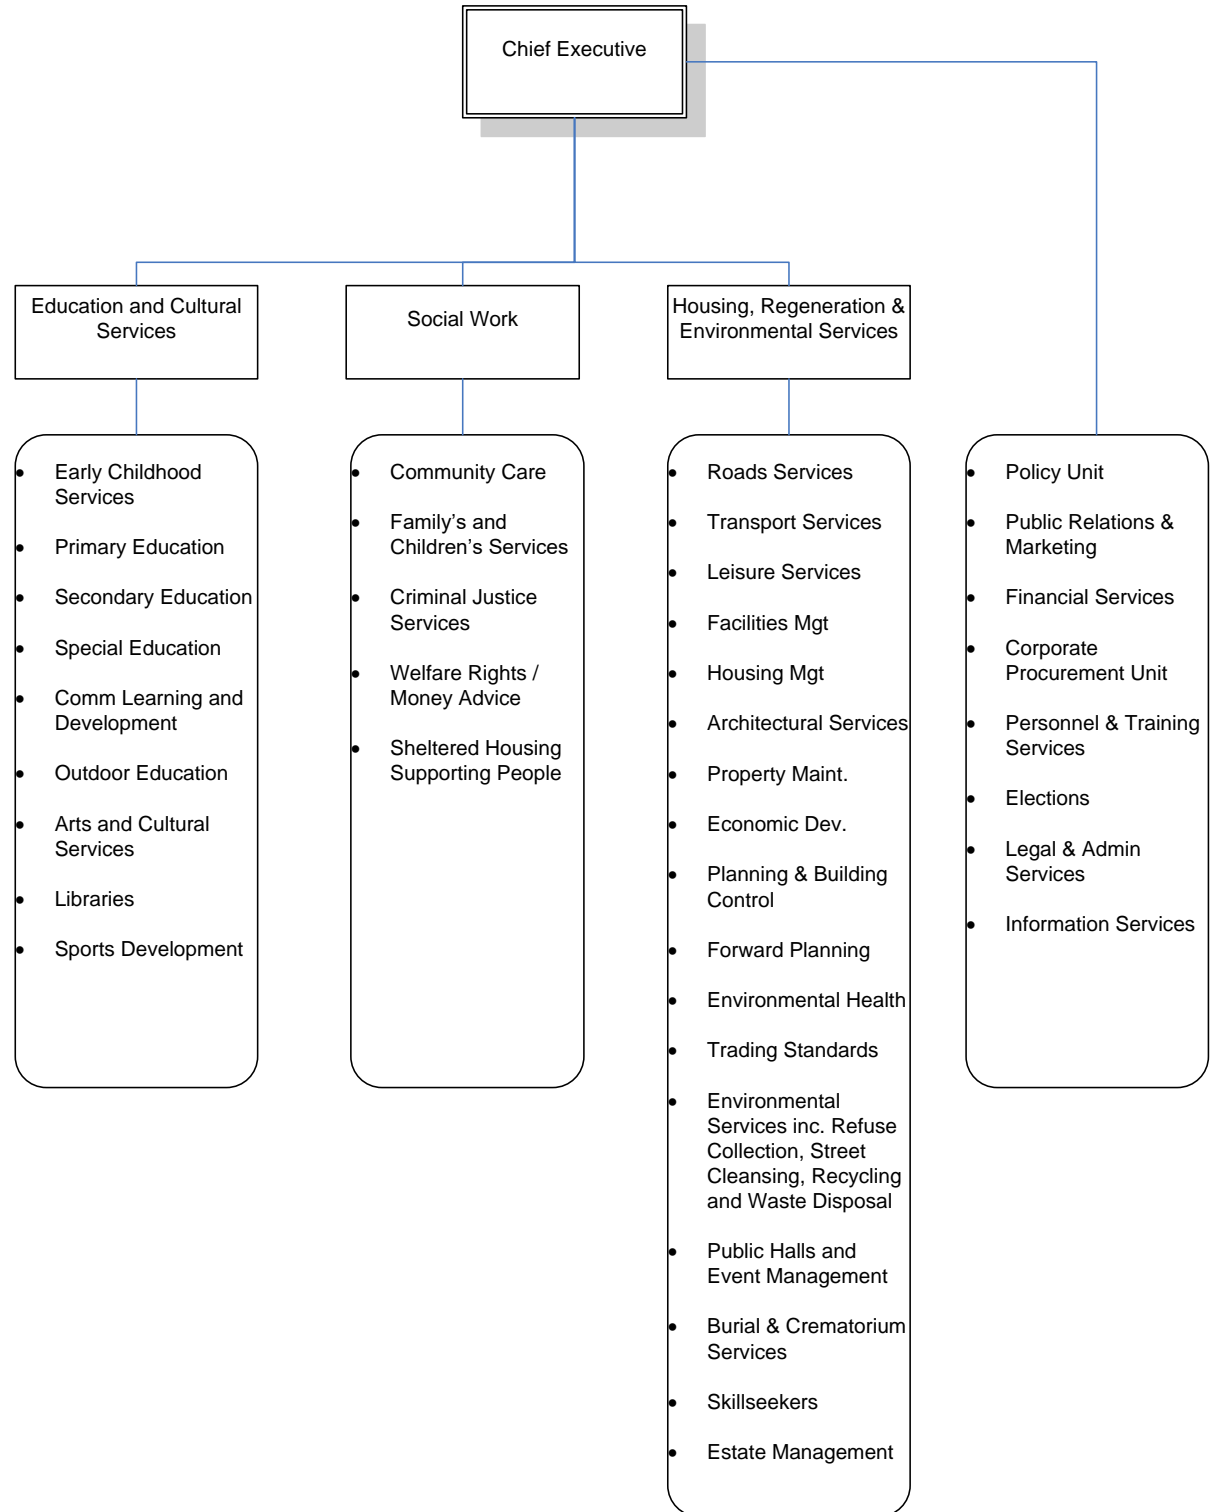 Chief Executive
Education and Cultural
Services
Social Work
Housing, Regeneration &
Environmental Services
• Early Childhood
Services
• Primary Education
• Secondary Education
• Special Education
• Comm Learning and
Development
• Outdoor Education
• Arts and Cultural
Services
• Libraries
• Sports Development
• Community Care
• Family’s and
Children’s Services
• Criminal Justice
Services
• Welfare Rights /
Money Advice
• Sheltered Housing
Supporting People
• Roads Services
• Transport Services
• Leisure Services
• Facilities Mgt
• Housing Mgt
• Architectural Services
• Property Maint.
• Economic Dev.
• Planning & Building
Control
• Forward Planning
• Environmental Health
• Trading Standards
• Environmental
Services inc. Refuse
Collection, Street
Cleansing, Recycling
and Waste Disposal
• Public Halls and
Event Management
• Burial & Crematorium
Services
• Skillseekers
• Estate Management
• Policy Unit
• Public Relations &
Marketing
• Financial Services
• Corporate
Procurement Unit
• Personnel & Training
Services
• Elections
• Legal & Admin
Services
• Information Services